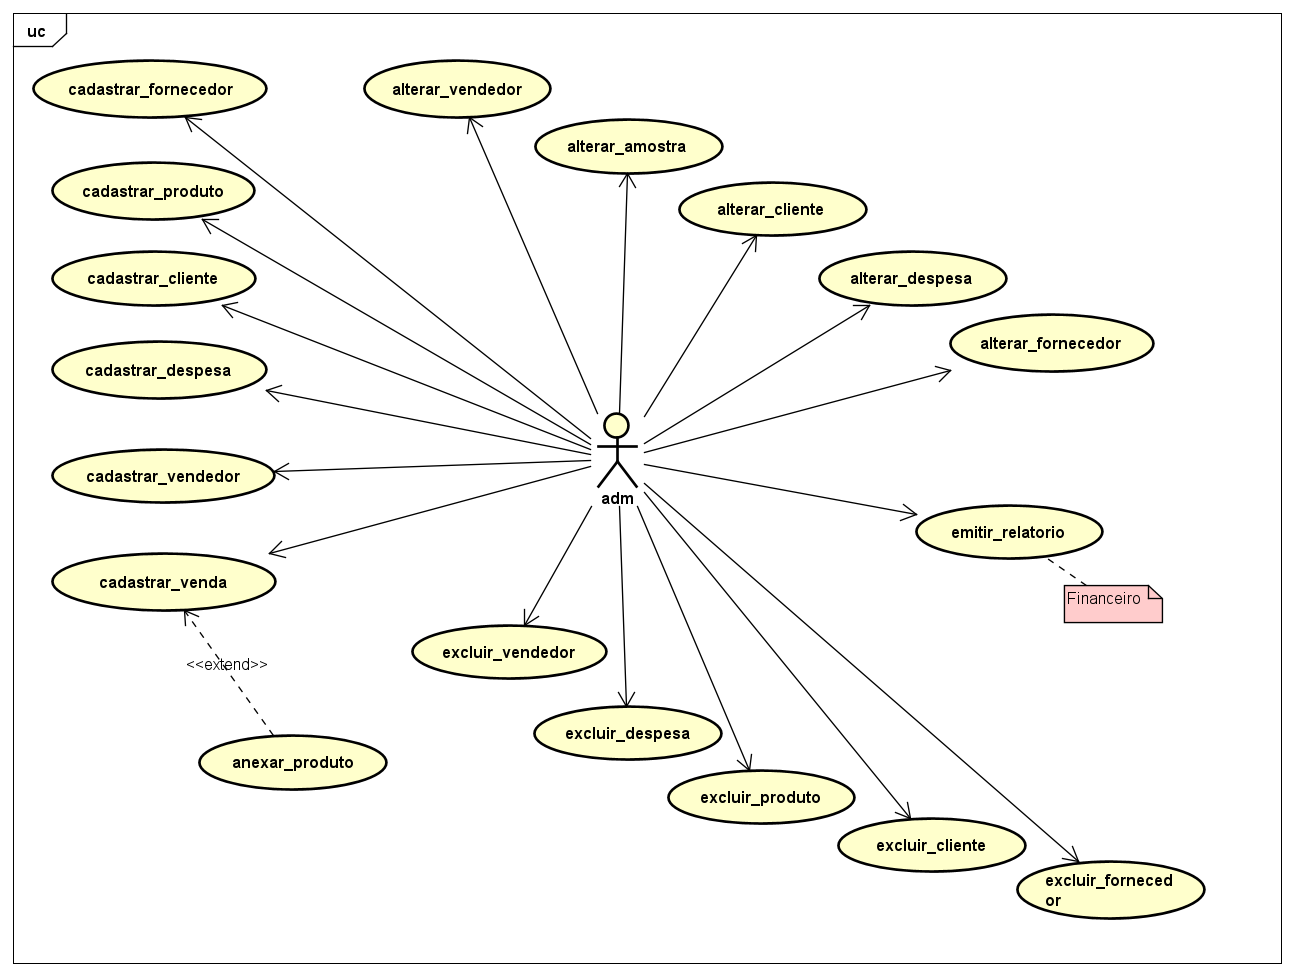 uc
cadastrar_fornecedor
alterar_vendedor
alterar_amostra
cadastrar_produto
alterar_cliente
cadastrar_cliente
alterar_despesa
alterar_fornecedor
cadastrar_despesa
cadastrar_vendedor
adm
emitir_relatorio
cadastrar_venda
Financeiro
excluir_vendedor
<<extend>>
excluir_despesa
anexar_produto
excluir_produto
excluir_cliente
excluir_forneced
or